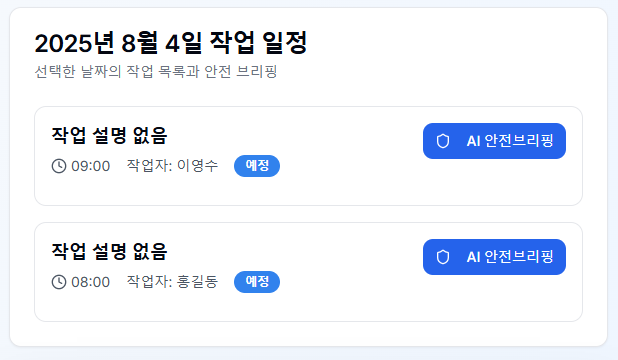 2025년 8월 4일 작업 일정
선택한 날짜의 작업 목록과 안전 브리핑
작업 설명 없음
AI 안전브리핑
09:00 작업자: 이영수 예정
작업 설명 없음
AI 안전브리핑
08:00 작업자: 홍길동 예정